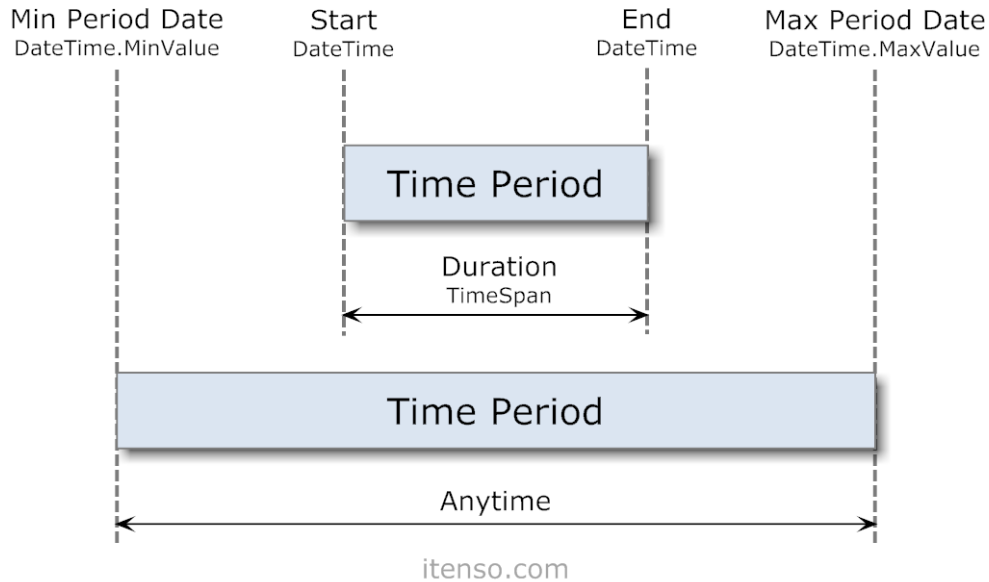 Min Period Date
DateTime.MinValue
Start
DateTime
End
DateTime
Max Period Date
DateTime.MaxValue
Time Period
Duration
TimeSpan
Time Period
Anytime
itenso.com